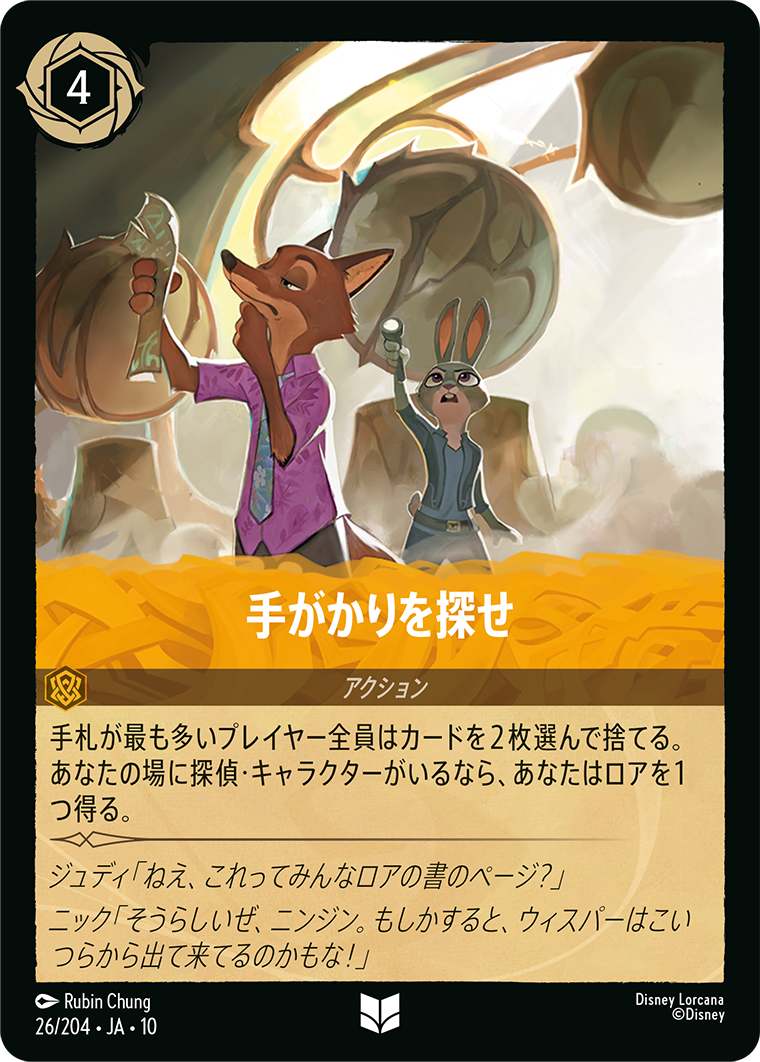 4
手がかりを探せ
アクション
手札が最も多いプレイヤー全員はカードを2枚選んで捨てる。
あなたの場に探偵・キャラクターがいるなら、あなたはロアを1
つ得る。
ジュディ「ねえ、これってみんなロアの書のページ?」
ニック「そうらしいぜ、ニンジン。もしかすると、ウィスパーはこい
つらから出て来てるのかもな!」
Rubin Chung
Disney Lorcana
26/204 • JA • 10
©Disney